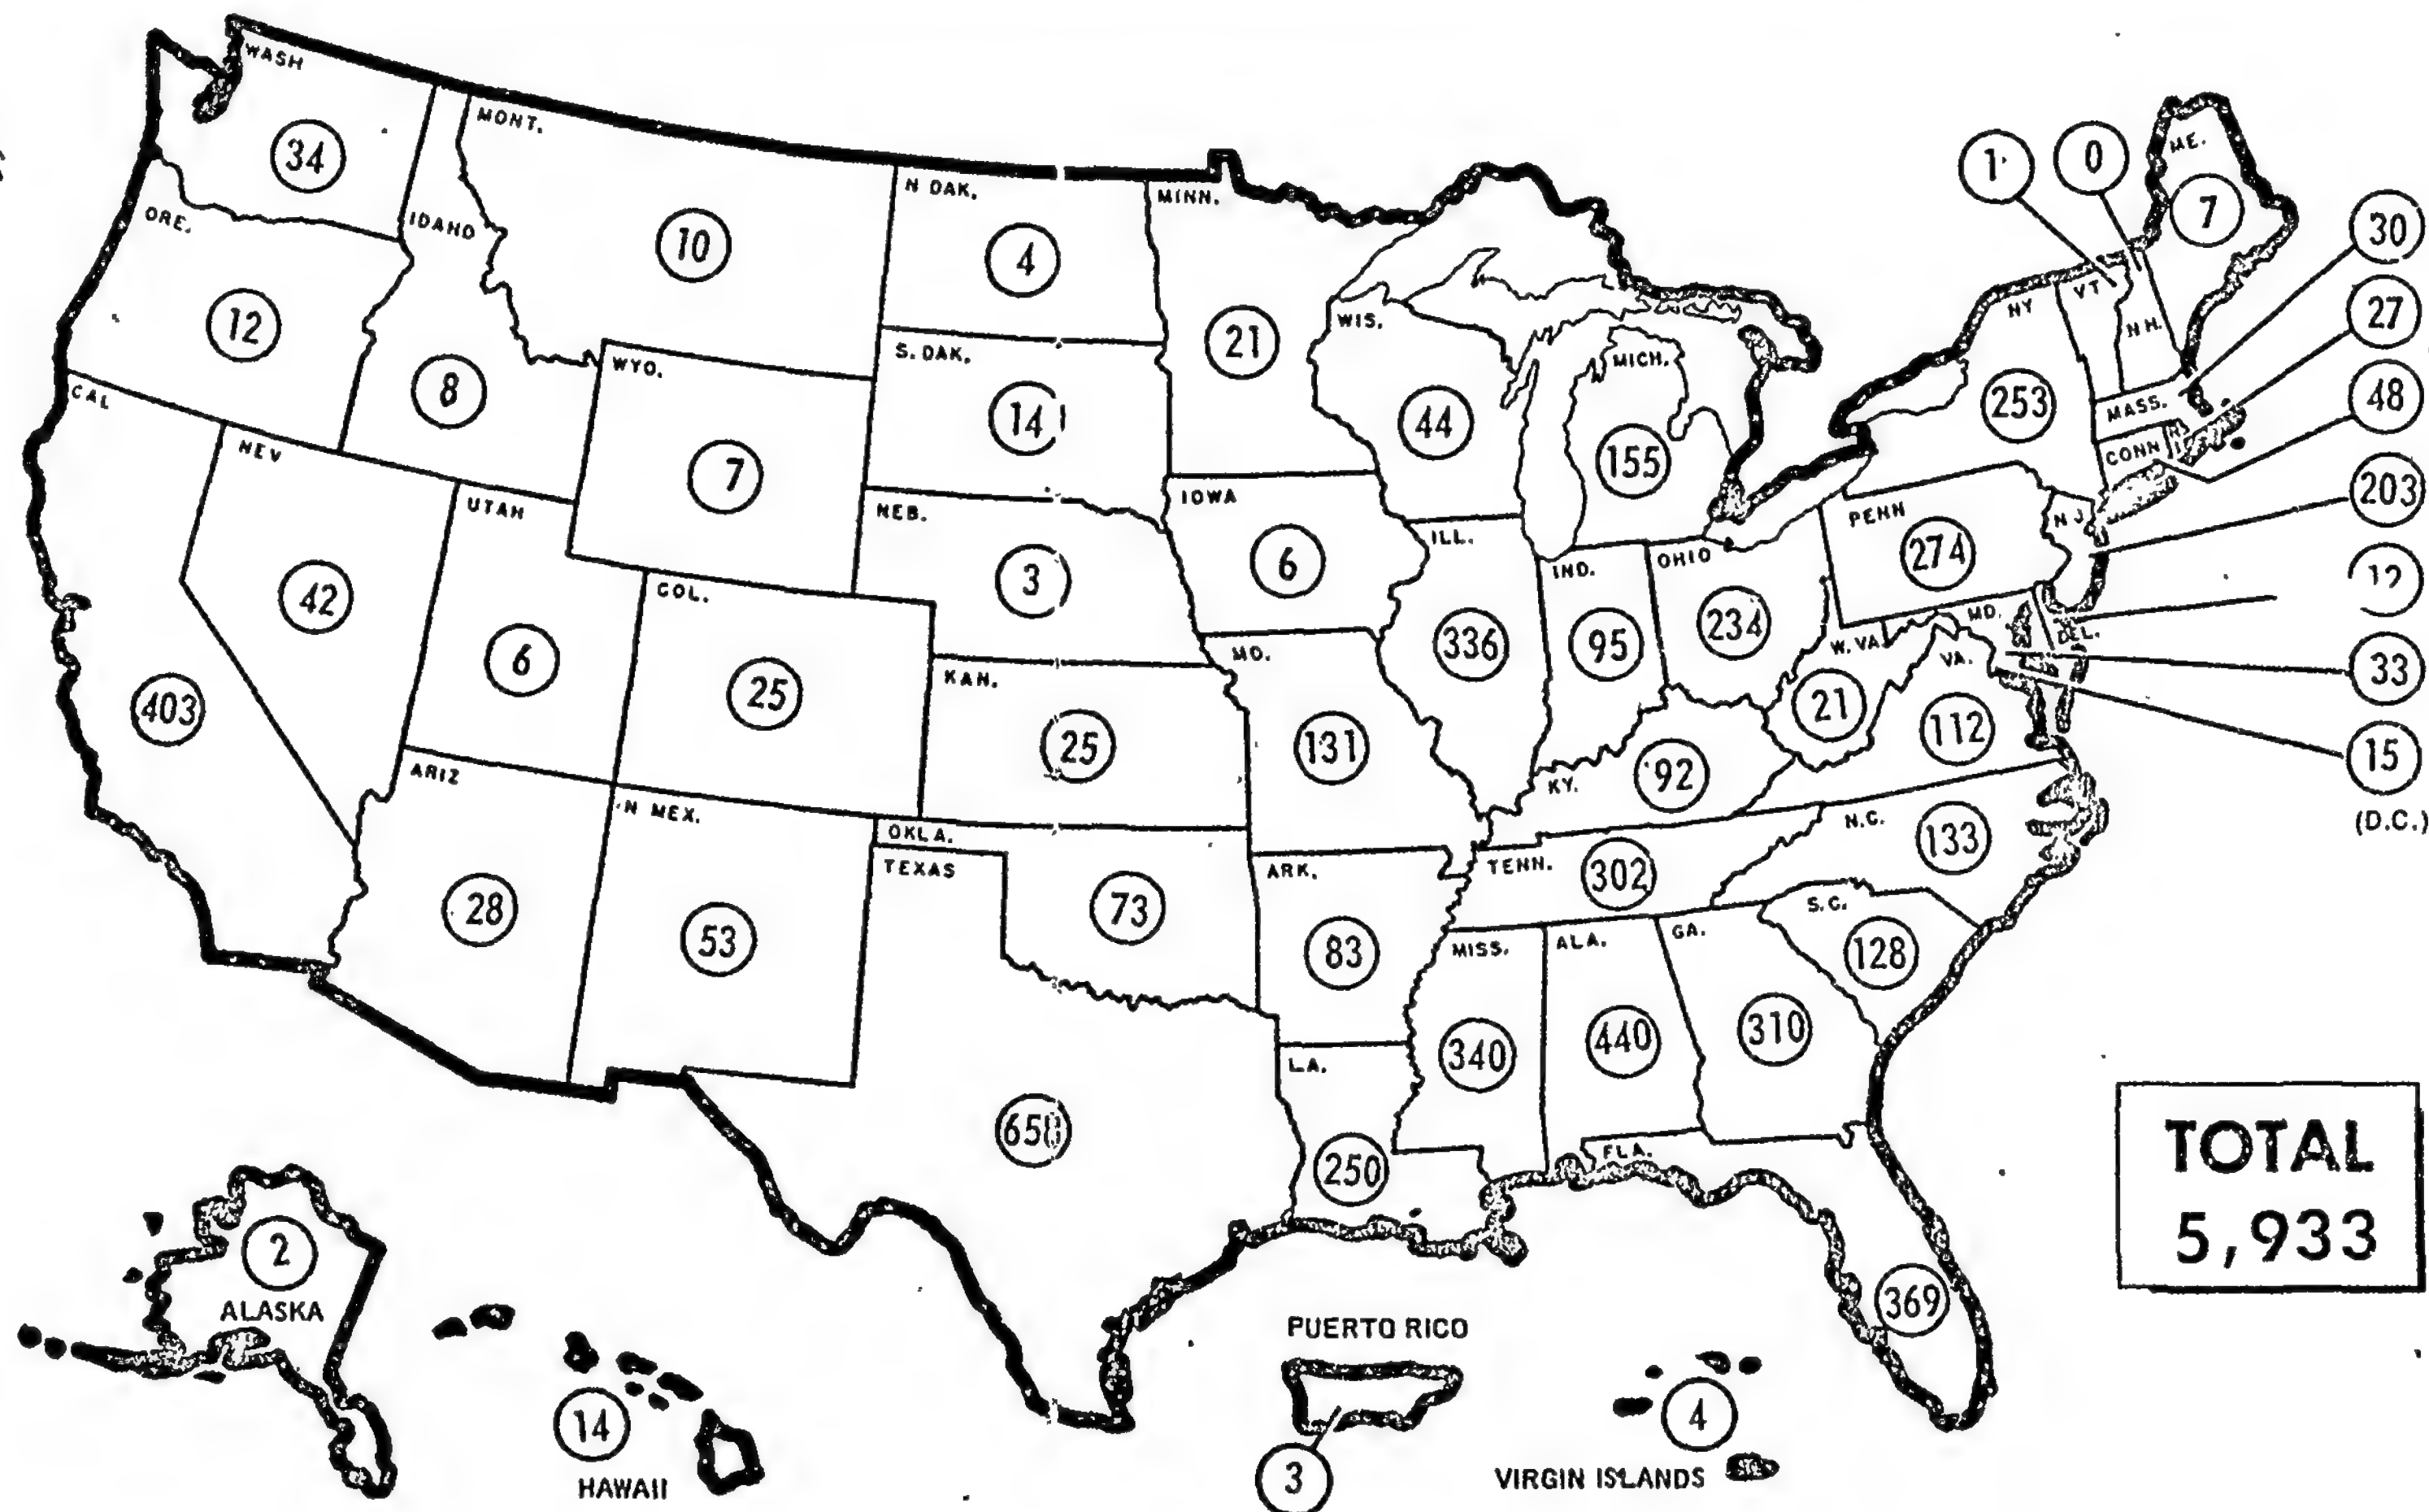 WASH
34
MONT.
10
N DAK.
4
MINN.
21
1
0
ME.
7
30
27
48
203
12
33
15
(D.C.)
ORE.
12
IDAHO
8
WYO.
7
S. DAK.
14
WIS.
44
MICH.
155
NY
253
VT
N H.
MASS.
CONN
R I
CAL
403
NEV
42
UTAH
6
COL.
25
NEB.
3
IOWA
6
ILL.
336
IND.
95
OHIO
234
PENN
274
N J.
MD.
DEL.
W. VA
21
VA.
112
KAN.
25
MO.
131
KY.
92
ARIZ
28
N MEX.
53
OKLA.
73
TEXAS
658
ARK.
83
TENN.
302
N.C.
133
S.C.
128
MISS.
340
ALA.
440
GA.
310
LA.
250
FLA.
369
TOTAL
5,933
2
ALASKA
14
HAWAII
PUERTO RICO
3
4
VIRGIN ISLANDS